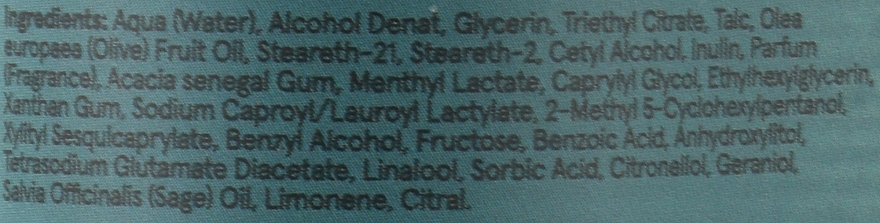 Ingredients: Aqua (Water), Alcohol Denat, Glycerin, Triethyl Citrate, Talc, Olea
europaea (Olive) Fruit Oil, Steareth-21, Steareth-2, Cetyl Alcohol, Inulin, Parfum
(Fragrance), Acacia senegal Gum, Menthyl Lactate, Caprylyl Glycol, Ethylhexylglycerin,
Xanthan Gum, Sodium Caproyl/Lauroyl Lactylate, 2-Methyl 5-Cyclohexylpentanol,
Xylityl Sesquicaprylate, Benzyl Alcohol, Fructose, Benzoic Acid, Anhydroxylitol,
Tetrasodium Glutamate Diacetate, Linalool, Sorbic Acid, Citronellol, Geraniol,
Salvia Officinalis (Sage) Oil, Limonene, Citral.